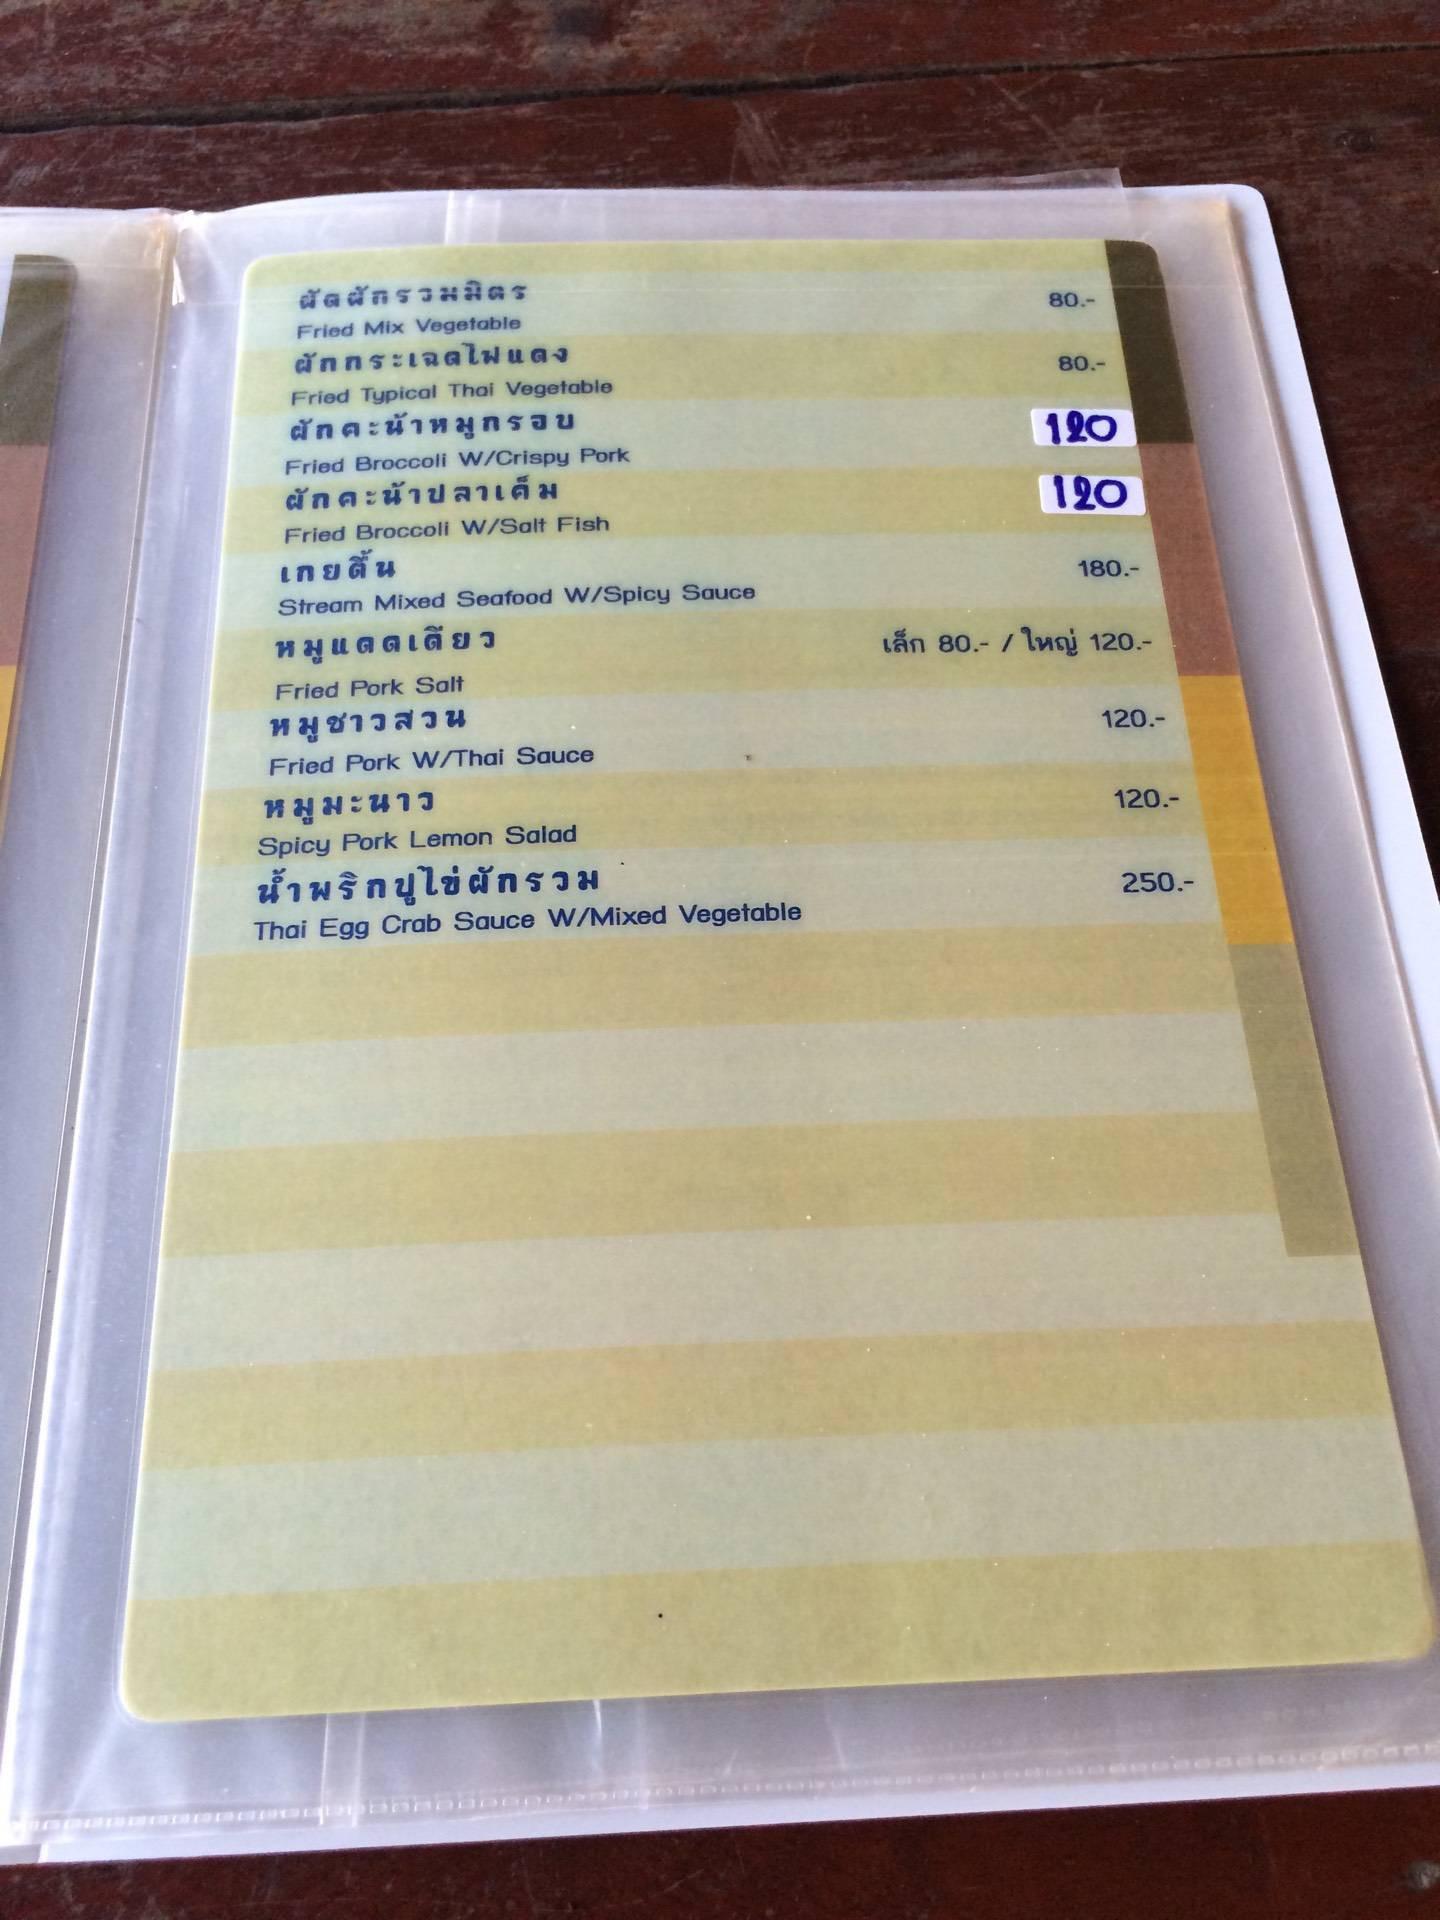 ผัดผักรวมมิตร 80.-
Fried Mix Vegetable
ผักกระเฉดไฟแดง 80.-
Fried Typical Thai Vegetable
ผักคะน้าหมูกรอบ 120
Fried Broccoli W/Crispy Pork
ผักคะน้าปลาเค็ม 120
Fried Broccoli W/Salt Fish
เกยตื้น 180.-
Stream Mixed Seafood W/Spicy Sauce
หมูแดดเดียว เล็ก 80.- / ใหญ่ 120.-
Fried Pork Salt
หมูชาวสวน 120.-
Fried Pork W/Thai Sauce
หมูมะนาว 120.-
Spicy Pork Lemon Salad
น้ำพริกปูไข่ผักรวม 250.-
Thai Egg Crab Sauce W/Mixed Vegetable